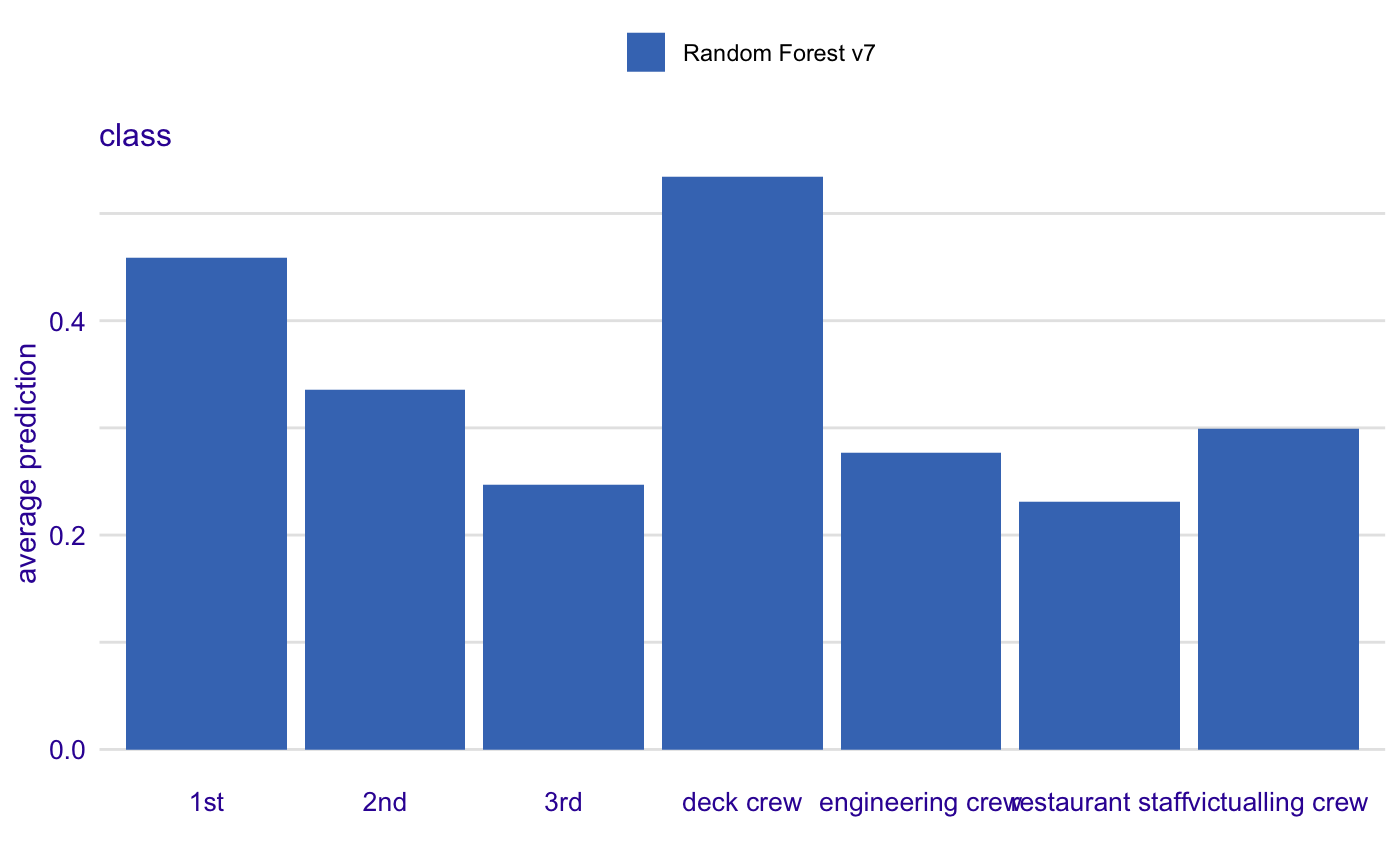 Random Forest v7
class
average prediction
0.4
0.2
0.0
1st
2nd
3rd
deck crew
engineering crew
restaurant staff
victualling crew